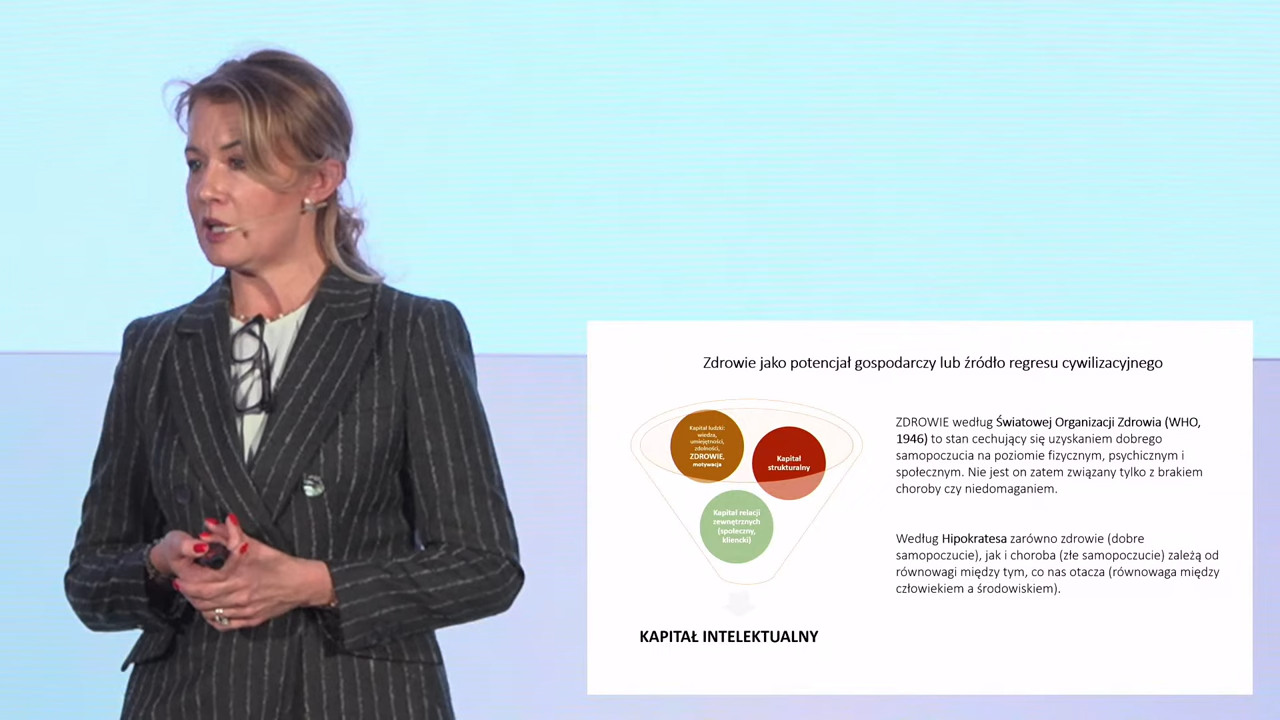 Zdrowie jako potencjał gospodarczy lub źródło regresu cywilizacyjnego
Kapitał ludzki:
wiedza,
umiejętności,
zdolności,
ZDROWIE,
motywacja
Kapitał
strukturalny
Kapitał relacji
zewnętrznych
(społeczny,
kliencki)
KAPITAŁ INTELEKTUALNY
ZDROWIE według Światowej Organizacji Zdrowia (WHO,
1946) to stan cechujący się uzyskaniem dobrego
samopoczucia na poziomie fizycznym, psychicznym i
społecznym. Nie jest on zatem związany tylko z brakiem
choroby czy niedomaganiem.
Według Hipokratesa zarówno zdrowie (dobre
samopoczucie), jak i choroba (złe samopoczucie) zależą od
równowagi między tym, co nas otacza (równowaga między
człowiekiem a środowiskiem).